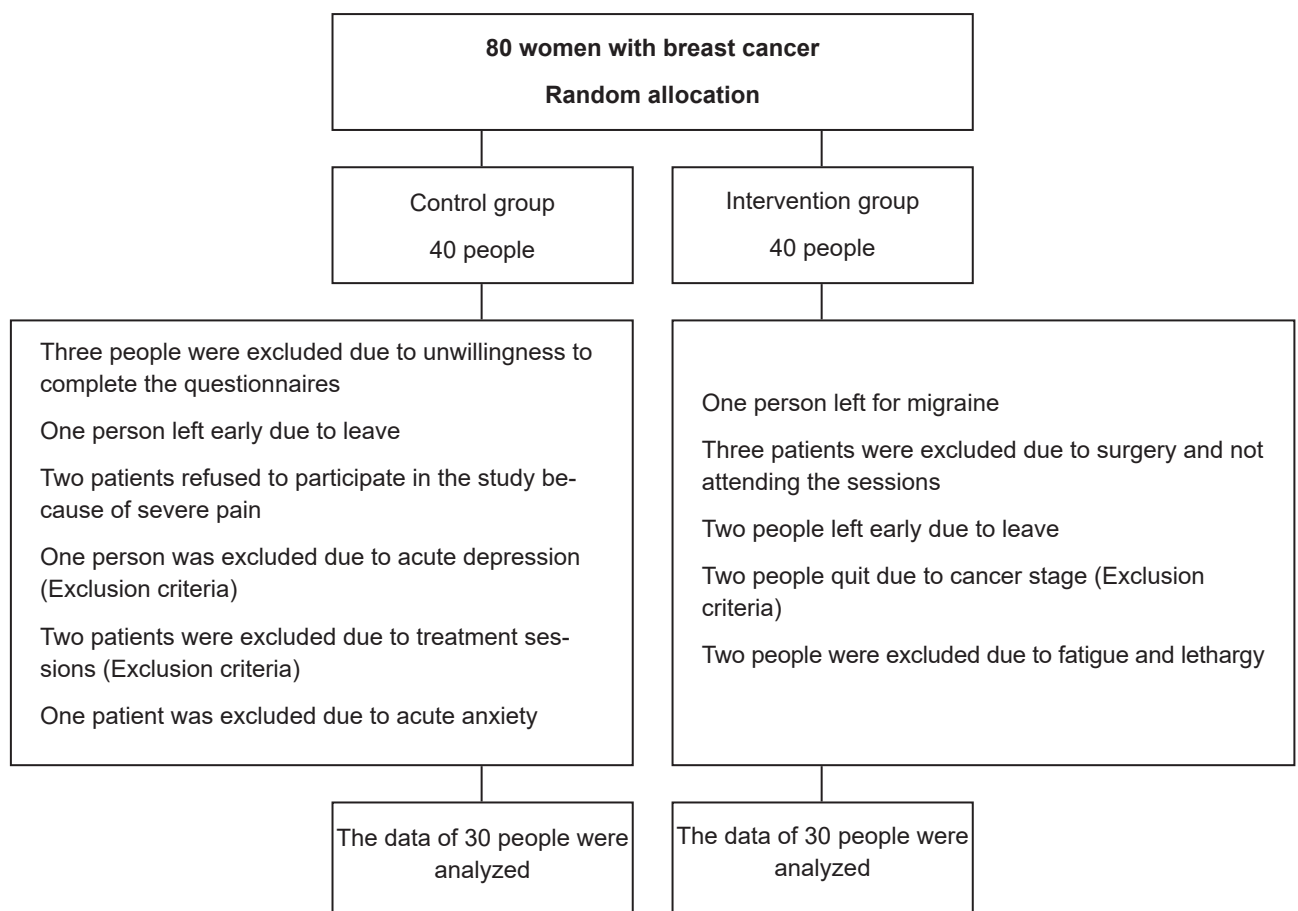 80 women with breast cancer
Random allocation
Control group
40 people
Intervention group
40 people
Three people were excluded due to unwillingness to
complete the questionnaires
One person left early due to leave
Two patients refused to participate in the study be-
cause of severe pain
One person was excluded due to acute depression
(Exclusion criteria)
Two patients were excluded due to treatment ses-
sions (Exclusion criteria)
One patient was excluded due to acute anxiety
One person left for migraine
Three patients were excluded due to surgery and not
attending the sessions
Two people left early due to leave
Two people quit due to cancer stage (Exclusion
criteria)
Two people were excluded due to fatigue and lethargy
The data of 30 people were
analyzed
The data of 30 people were
analyzed